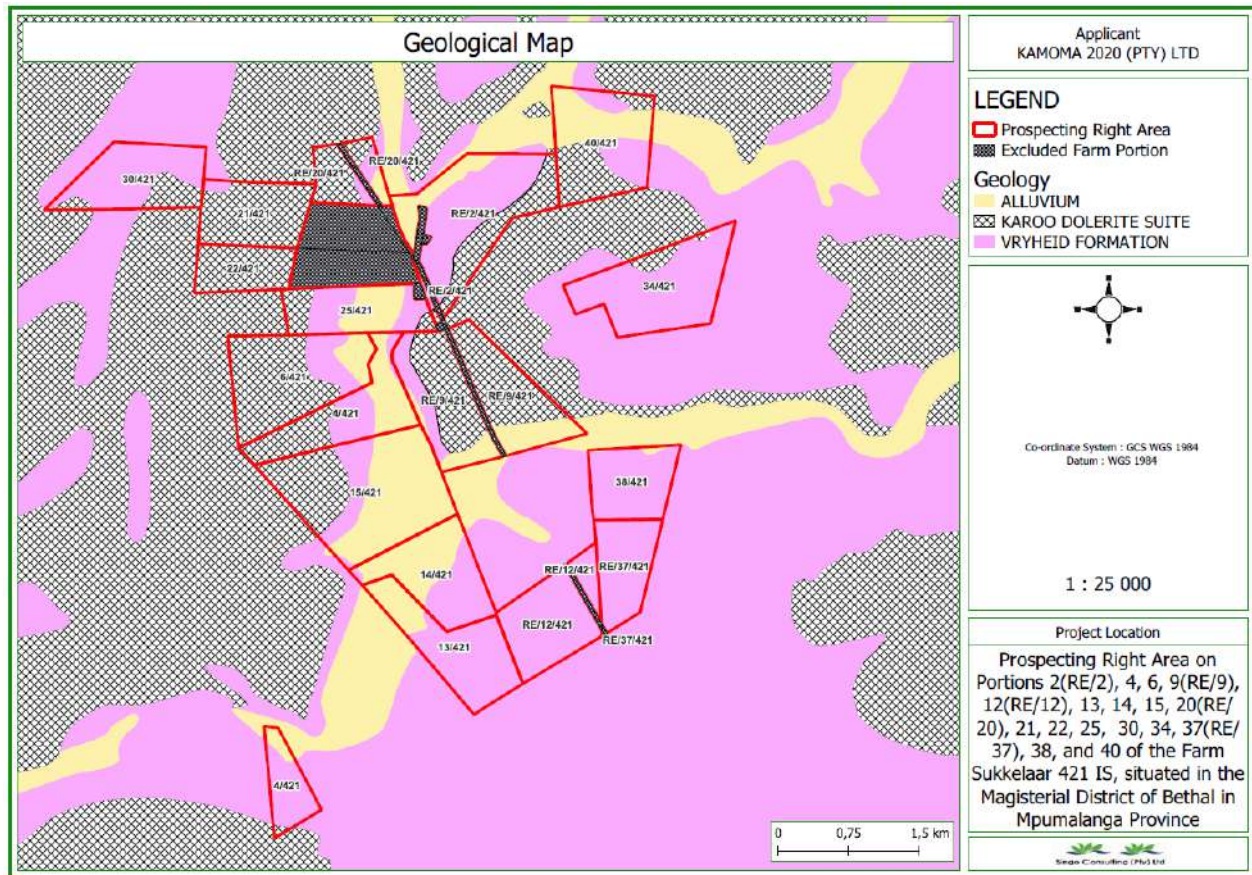 Geological Map
30/421
RE/20/421
RE/20/421
40/421
21/421
RE/2/421
22/421
RE/2/421
34/421
25/421
6/421
4/421
RE/9/421
RE/9/421
15/421
38/421
14/421
RE/12/421
RE/37/421
RE/12/421
RE/37/421
13/421
4/421
0 0,75 1,5 km
Applicant
KAMOMA 2020 (PTY) LTD
LEGEND
Prospecting Right Area
Excluded Farm Portion
Geology
ALLUVIUM
KAROO DOLERITE SUITE
VRYHEID FORMATION
Co-ordinate System : GCS WGS 1984
Datum : WGS 1984
1 : 25 000
Project Location
Prospecting Right Area on
Portions 2(RE/2), 4, 6, 9(RE/9),
12(RE/12), 13, 14, 15, 20(RE/
20), 21, 22, 25, 30, 34, 37(RE/
37), 38, and 40 of the Farm
Sukkelaar 421 IS, situated in the
Magisterial District of Bethal in
Mpumalanga Province
Singo Consulting (Pty) Ltd